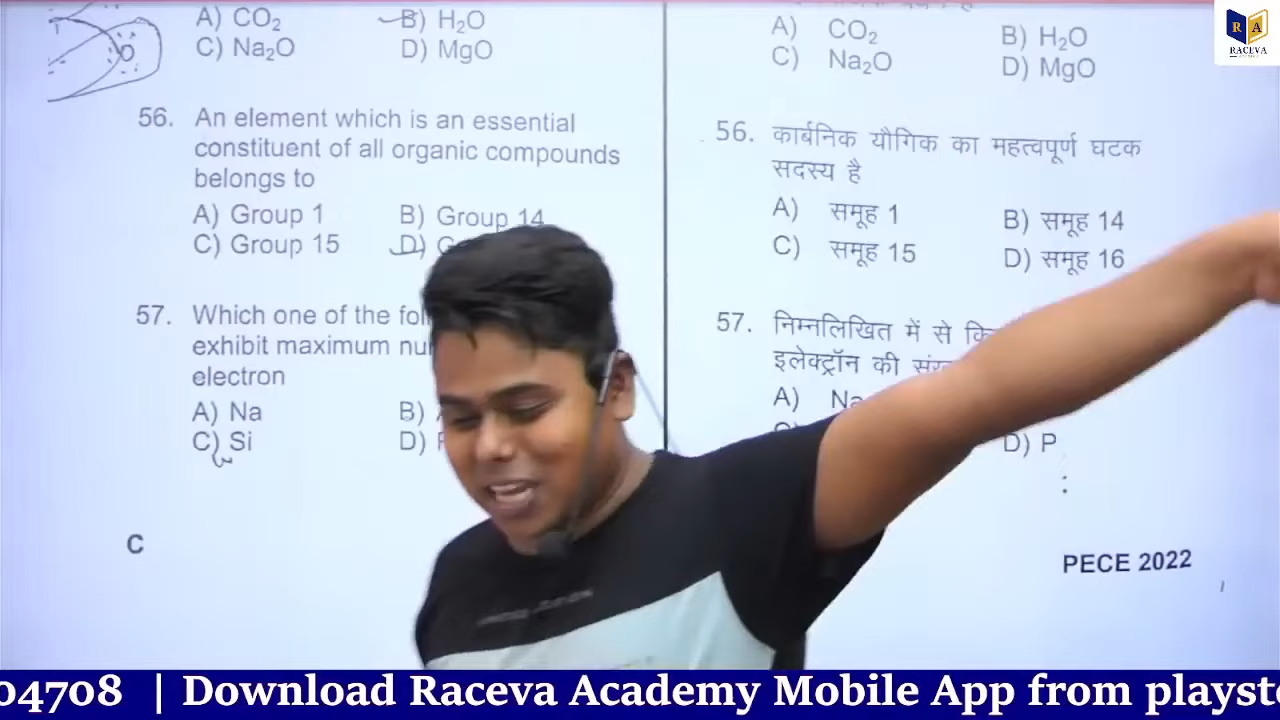 A) CO₂ B) H₂O
C) Na₂O D) MgO
56. An element which is an essential
constituent of all organic compounds
belongs to
A) Group 1 B) Group 14
C) Group 15 D)
57. Which one of the
exhibit maximum
electron
A) Na B)
C) Si D)
C
A) CO₂ B) H₂O
C) Na₂O D) MgO
56. कार्बनिक यौगिक का महत्वपूर्ण घटक
सदस्य है
A) समूह 1 B) समूह 14
C) समूह 15 D) समूह 16
57. निम्नलिखित में से
इलेक्ट्रॉन की
A)
D) P
PECE 2022
R A
RACEVA
04708 | Download Raceva Academy Mobile App from